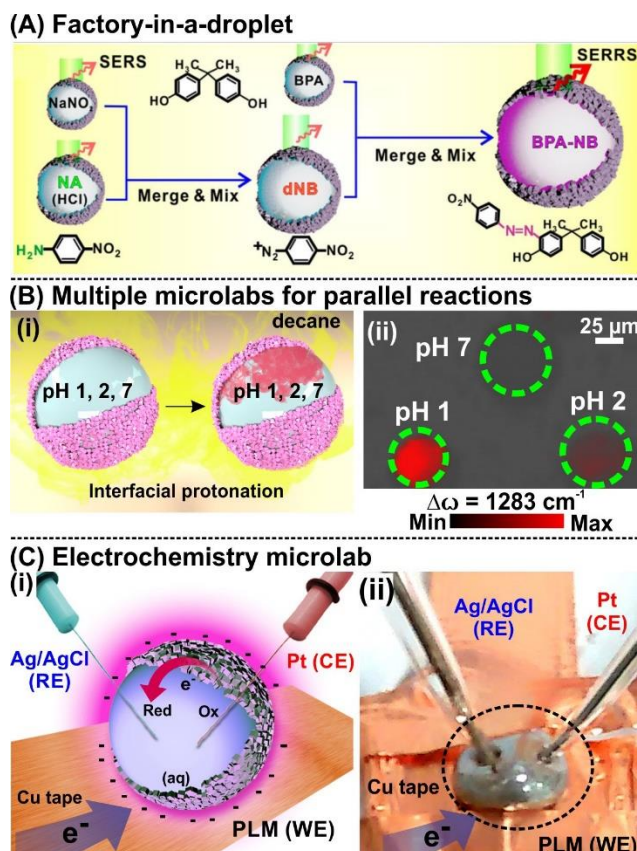 (A) Factory-in-a-droplet
SERS
NaNO₂
NA
(HCl)
H₂N
NO₂
Merge & Mix
HO
OH
BPA
dNB
⁺N₂
NO₂
Merge & Mix
SERRS
BPA-NB
O₂N
N=N
HO
OH
(B) Multiple microlabs for parallel reactions
(i)
decane
pH 1, 2, 7
pH 1, 2, 7
Interfacial protonation
(ii)
25 µm
pH 7
pH 1
pH 2
Δω = 1283 cm⁻¹
Min
Max
(C) Electrochemistry microlab
(i)
Ag/AgCl
(RE)
Pt (CE)
e⁻
Red
Ox
(aq)
Cu tape
e⁻
PLM (WE)
(ii)
Ag/AgCl
(RE)
Pt
(CE)
Cu tape
e⁻
PLM (WE)